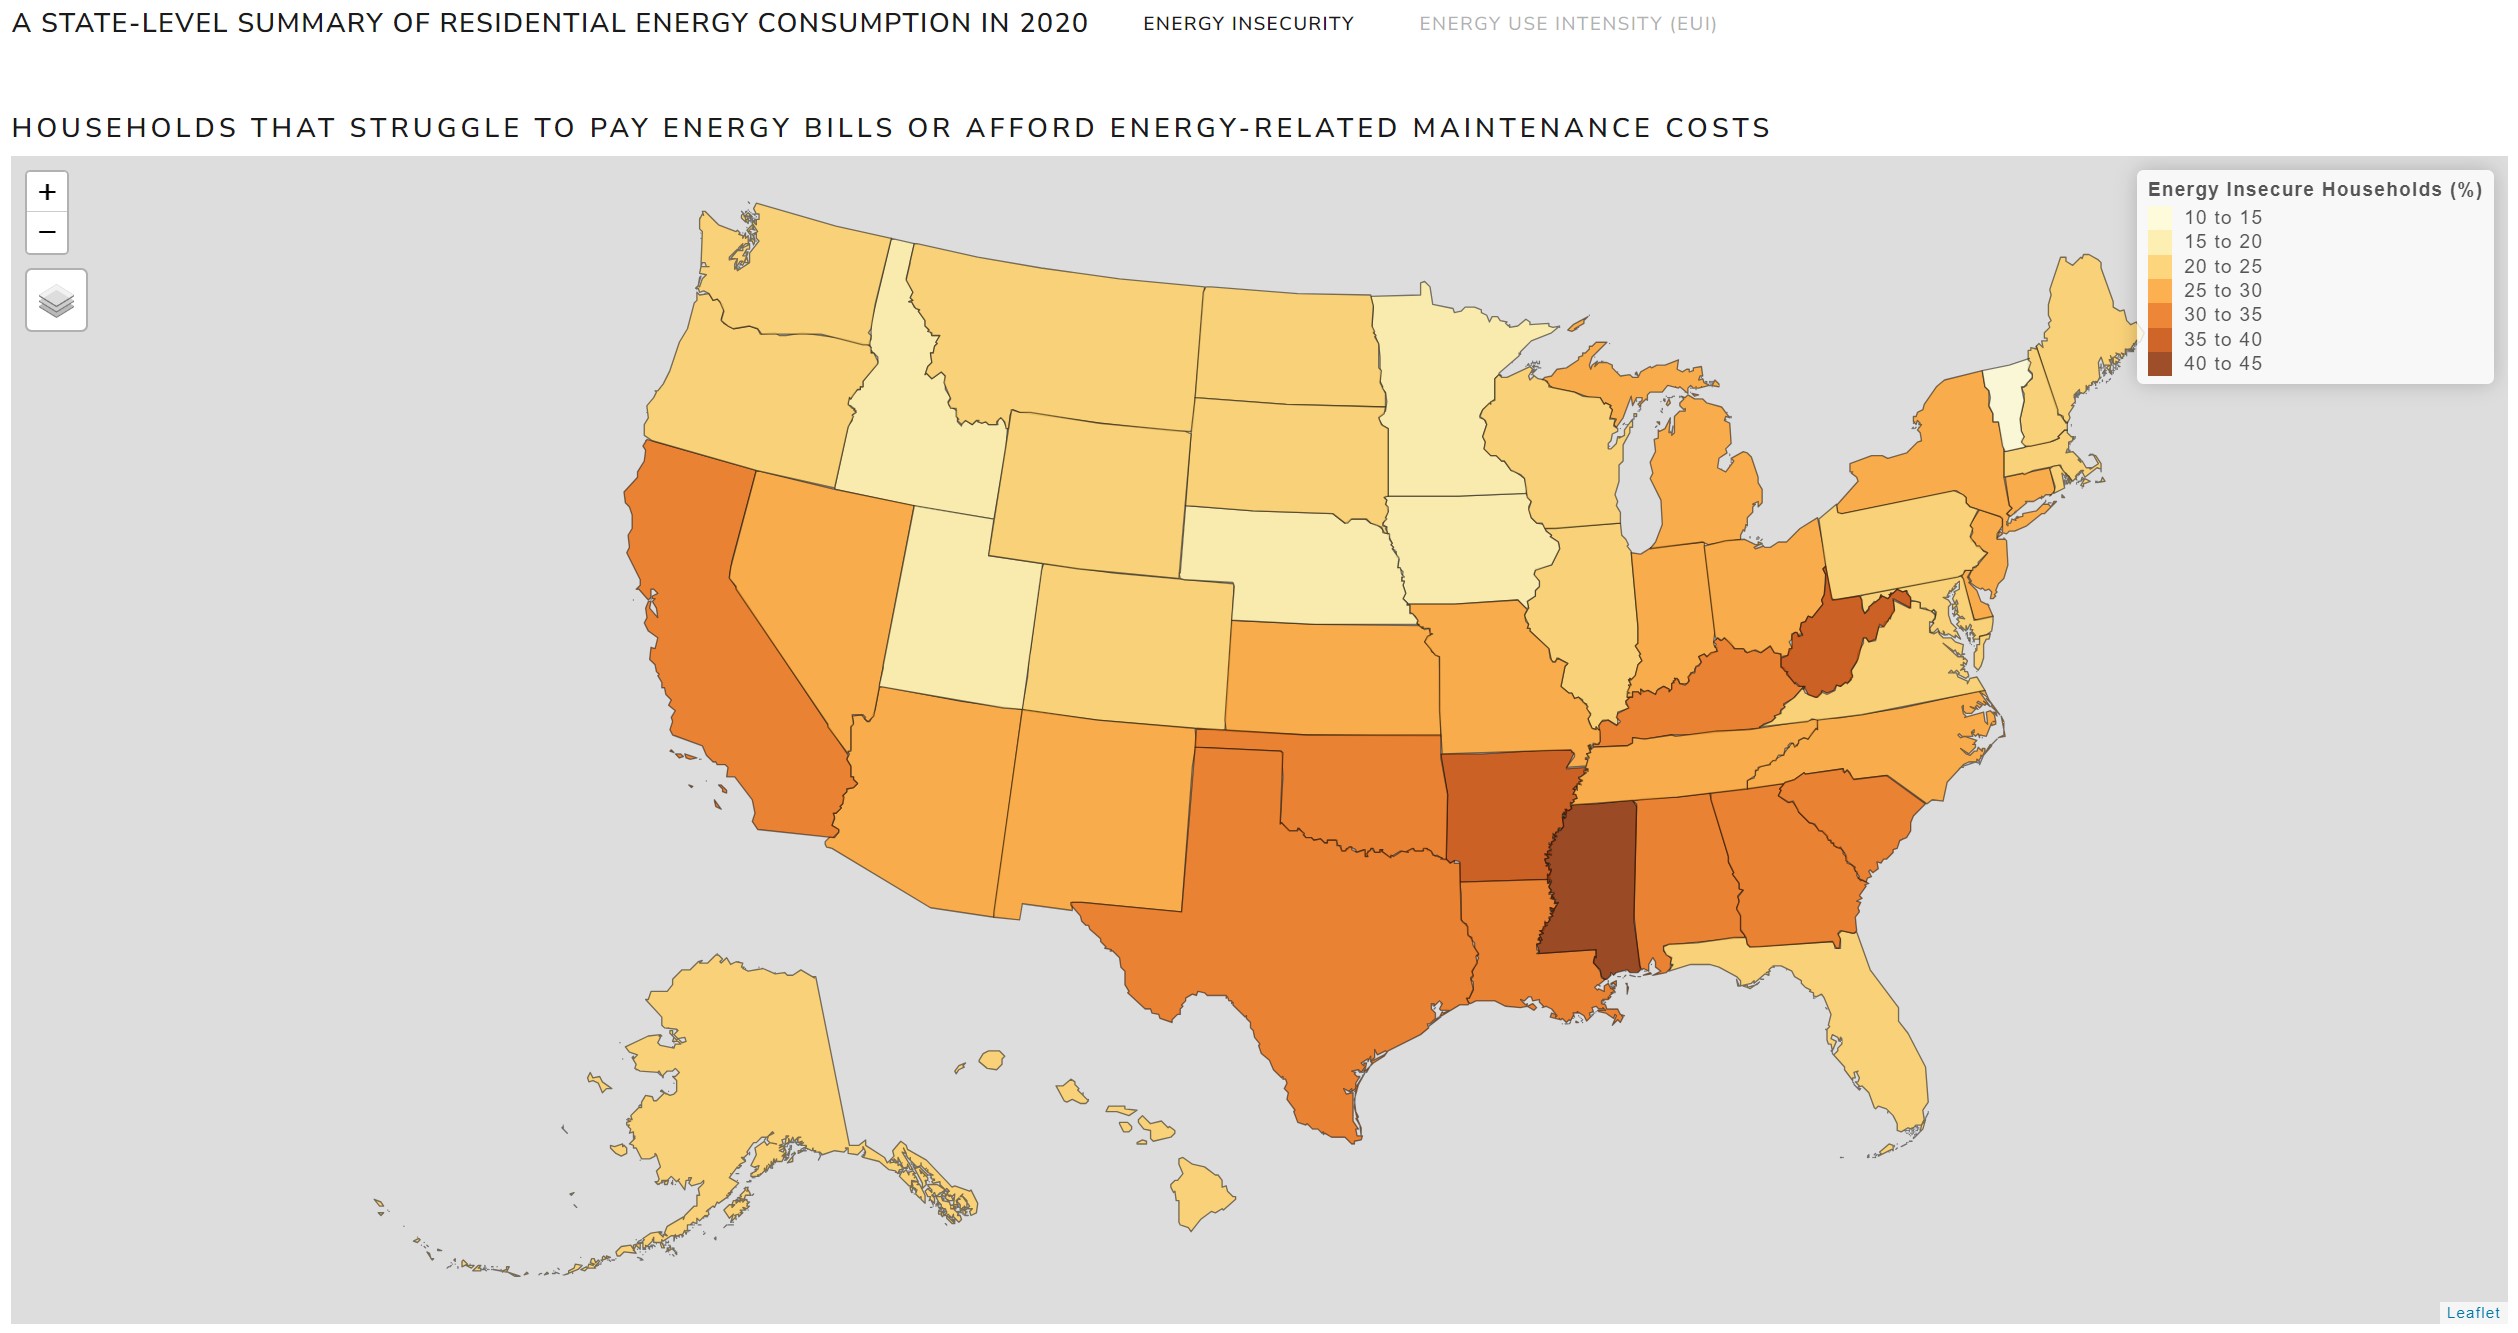 A STATE-LEVEL SUMMARY OF RESIDENTIAL ENERGY CONSUMPTION IN 2020 ENERGY INSECURITY ENERGY USE INTENSITY (EUI)
HOUSEHOLDS THAT STRUGGLE TO PAY ENERGY BILLS OR AFFORD ENERGY-RELATED MAINTENANCE COSTS
+
−
Energy Insecure Households (%)
10 to 15
15 to 20
20 to 25
25 to 30
30 to 35
35 to 40
40 to 45
Leaflet